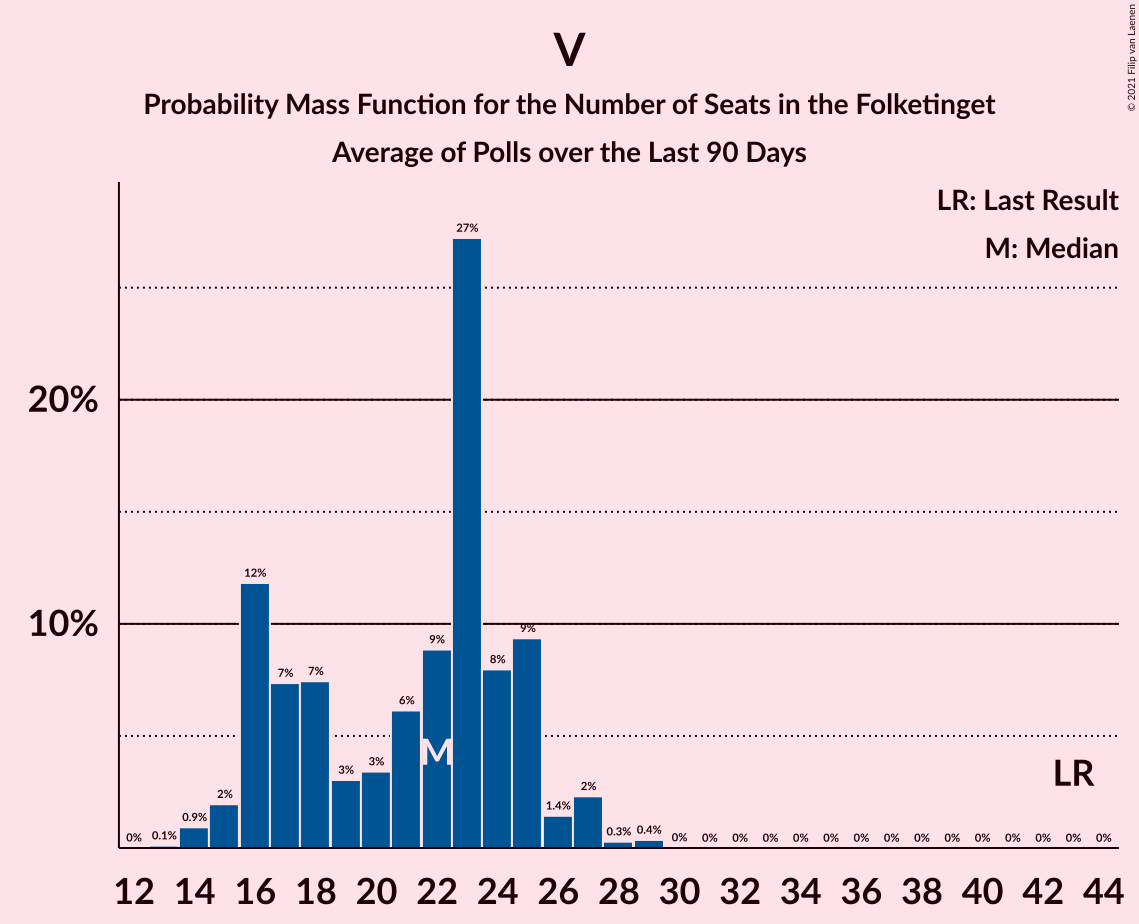 V
Probability Mass Function for the Number of Seats in the Folketinget
Average of Polls over the Last 90 Days
© 2021 Filip van Laenen
LR: Last Result
M: Median
20%
10%
0% 0.1% 0.9% 2% 12% 7% 7% 3% 3% 6% 9% 27% 8% 9% 1.4% 2% 0.3% 0.4% 0% 0% 0% 0% 0% 0% 0% 0% 0% 0% 0% 0% 0% 0% 0%
M
LR
12 14 16 18 20 22 24 26 28 30 32 34 36 38 40 42 44